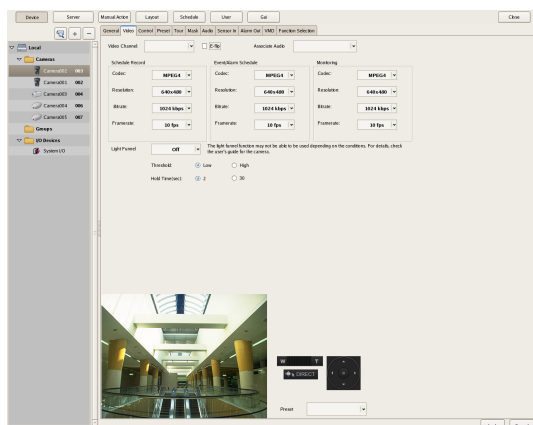 Device Server Manual Action Layout Schedule User Gui Close
General Video Control Preset Tour Mask Audio Sensor In Alarm Out VMD Function Selection
Local
Cameras
Camera002 003
Camera001 002
Camera003 004
Camera004 006
Camera005 007
Groups
I/O Devices
System I/O
Video Channel E-flip Associate Audio
Schedule Record Event/Alarm Schedule Monitoring
Codec: MPEG4 Codec: MPEG4 Codec: MPEG4
Resolution: 640x480 Resolution: 640x480 Resolution: 640x480
Bitrate: 1024 kbps Bitrate: 1024 kbps Bitrate: 1024 kbps
Framerate: 10 fps Framerate: 10 fps Framerate: 10 fps
Light Funnel Off The light funnel function may not be able to be used depending on the conditions. For details, check
the user's guide for the camera.
Threshold: Low High
Hold Time(sec): 2 30
W T
DIRECT
Preset